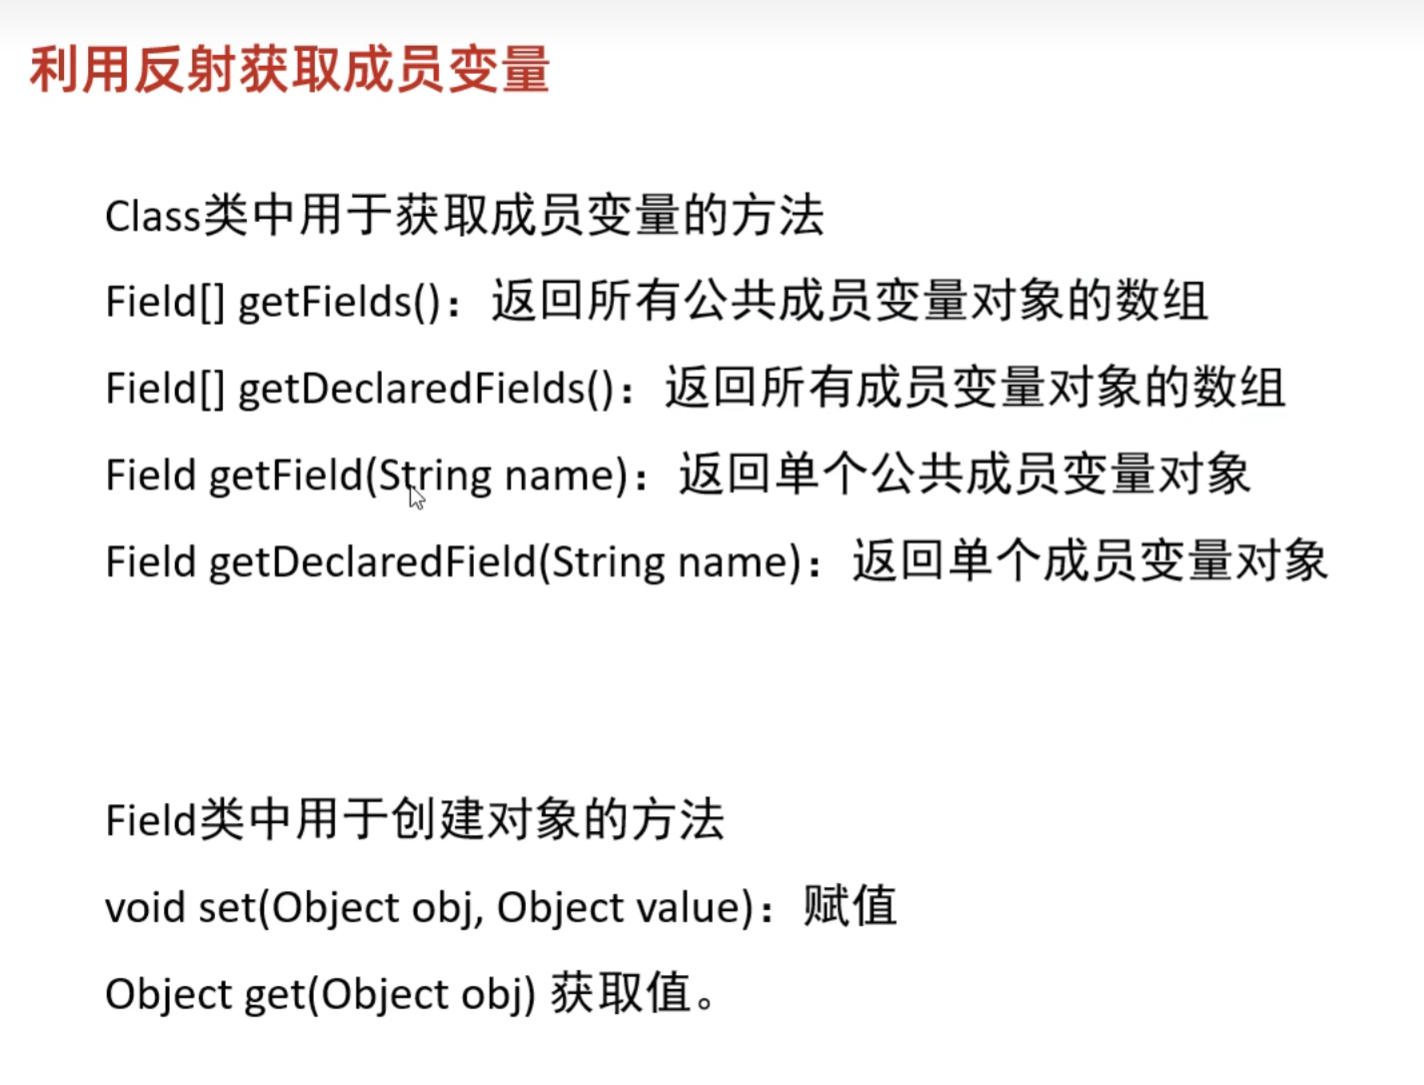 利用反射获取成员变量
Class类中用于获取成员变量的方法
Field[] getFields()：返回所有公共成员变量对象的数组
Field[] getDeclaredFields()：返回所有成员变量对象的数组
Field getField(String name)：返回单个公共成员变量对象
Field getDeclaredField(String name)：返回单个成员变量对象
Field类中用于创建对象的方法
void set(Object obj, Object value)：赋值
Object get(Object obj) 获取值。